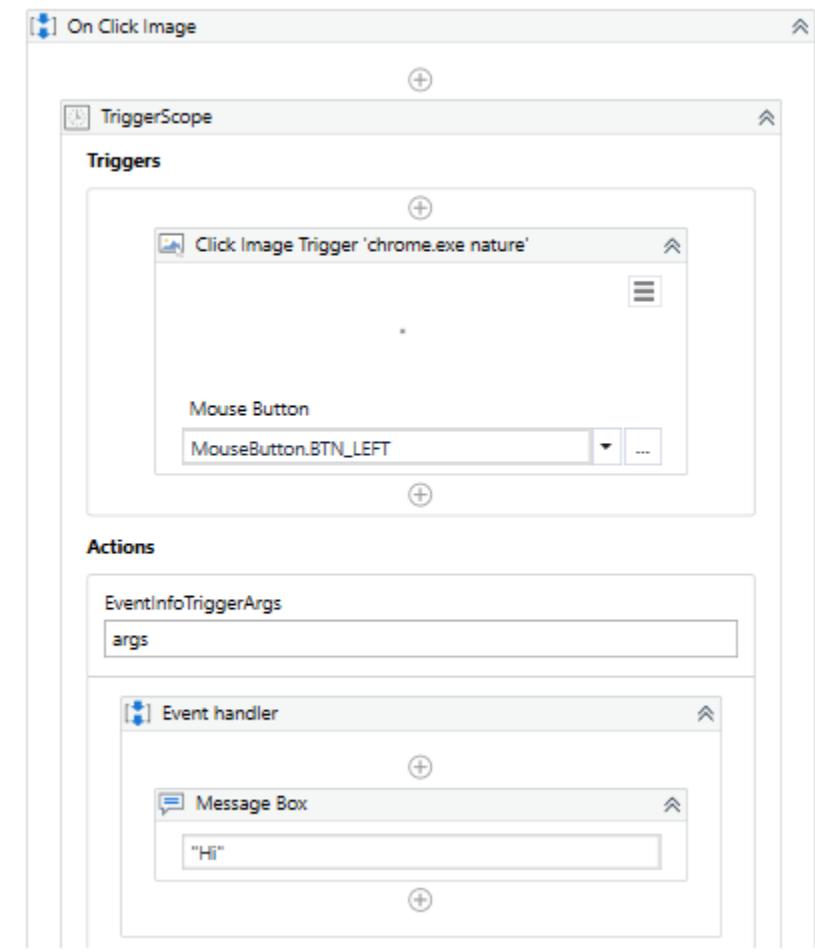 On Click Image
TriggerScope
Triggers
Click Image Trigger 'chrome.exe nature'
Mouse Button
MouseButton.BTN_LEFT
...
Actions
EventInfoTriggerArgs
args
Event handler
Message Box
"Hi"